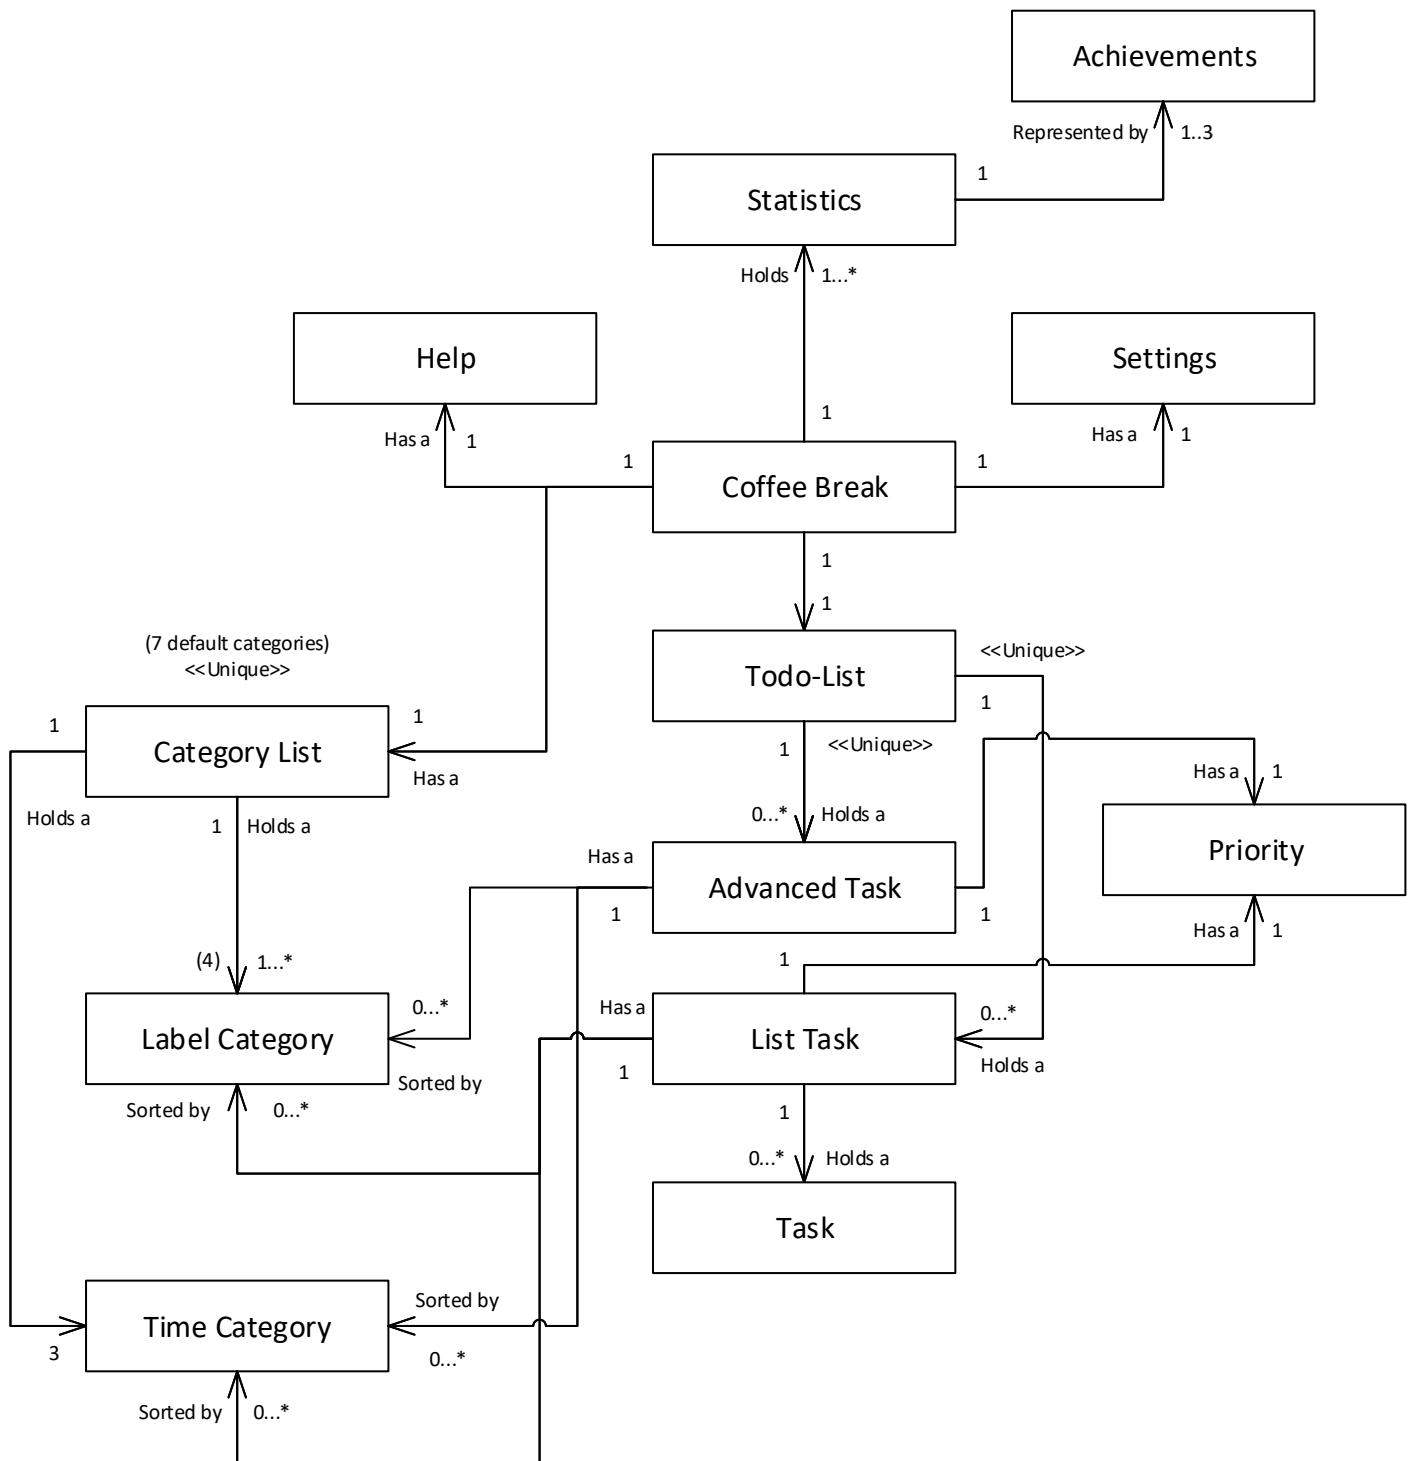 Achievements
Represented by
1..3
Statistics
1
Holds
1...*
Help
Settings
1
Has a
1
Has a
1
1
1
Coffee Break
1
1
(7 default categories)
<<Unique>>
Todo-List
<<Unique>>
1
1
1
Category List
1
<<Unique>>
Has a
Has a
1
Holds a
1
Holds a
0...*
Holds a
Priority
Has a
Advanced Task
1
1
Has a
1
(4)
1...*
1
Label Category
0...*
Has a
List Task
0...*
Holds a
Sorted by
1
Sorted by
0...*
1
0...*
Holds a
Task
Time Category
Sorted by
3
0...*
Sorted by
0...*